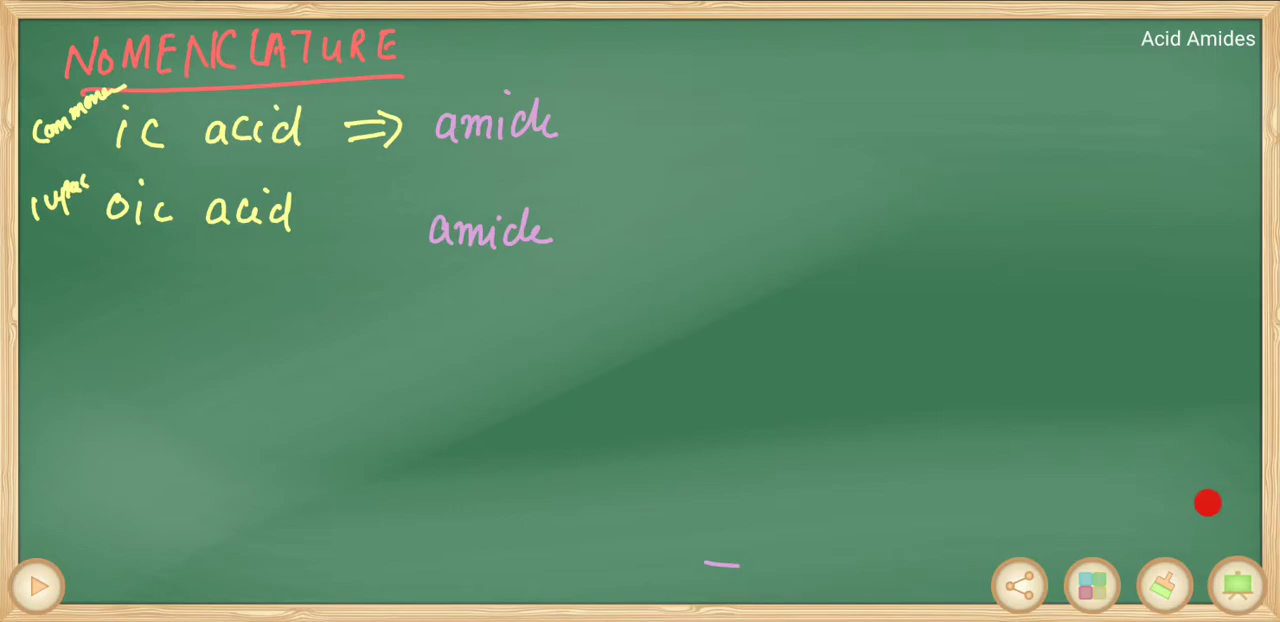 Acid Amides
NOMENCLATURE
common ic acid ⇒ amide
iupac oic acid amide